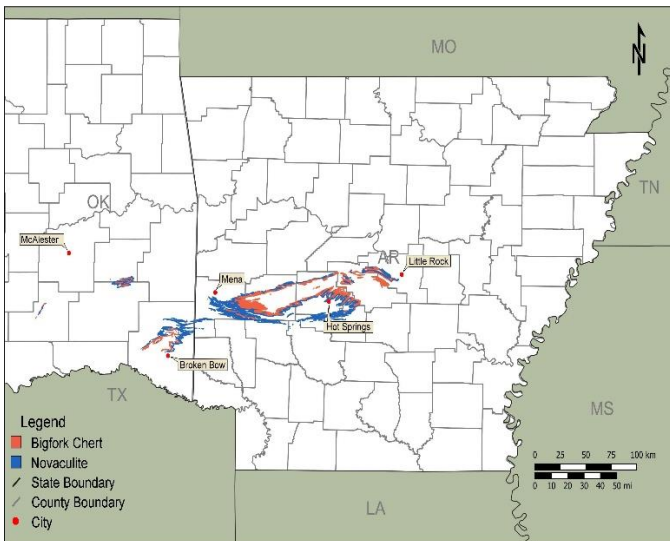 MO
N
OK
TN
McAlester
AR
Little Rock
Mena
Hot Springs
Broken Bow
TX
MS
Legend
Bigfork Chert
Novaculite
State Boundary
County Boundary
City
0 25 50 75 100 km
0 10 20 30 40 50 mi
LA